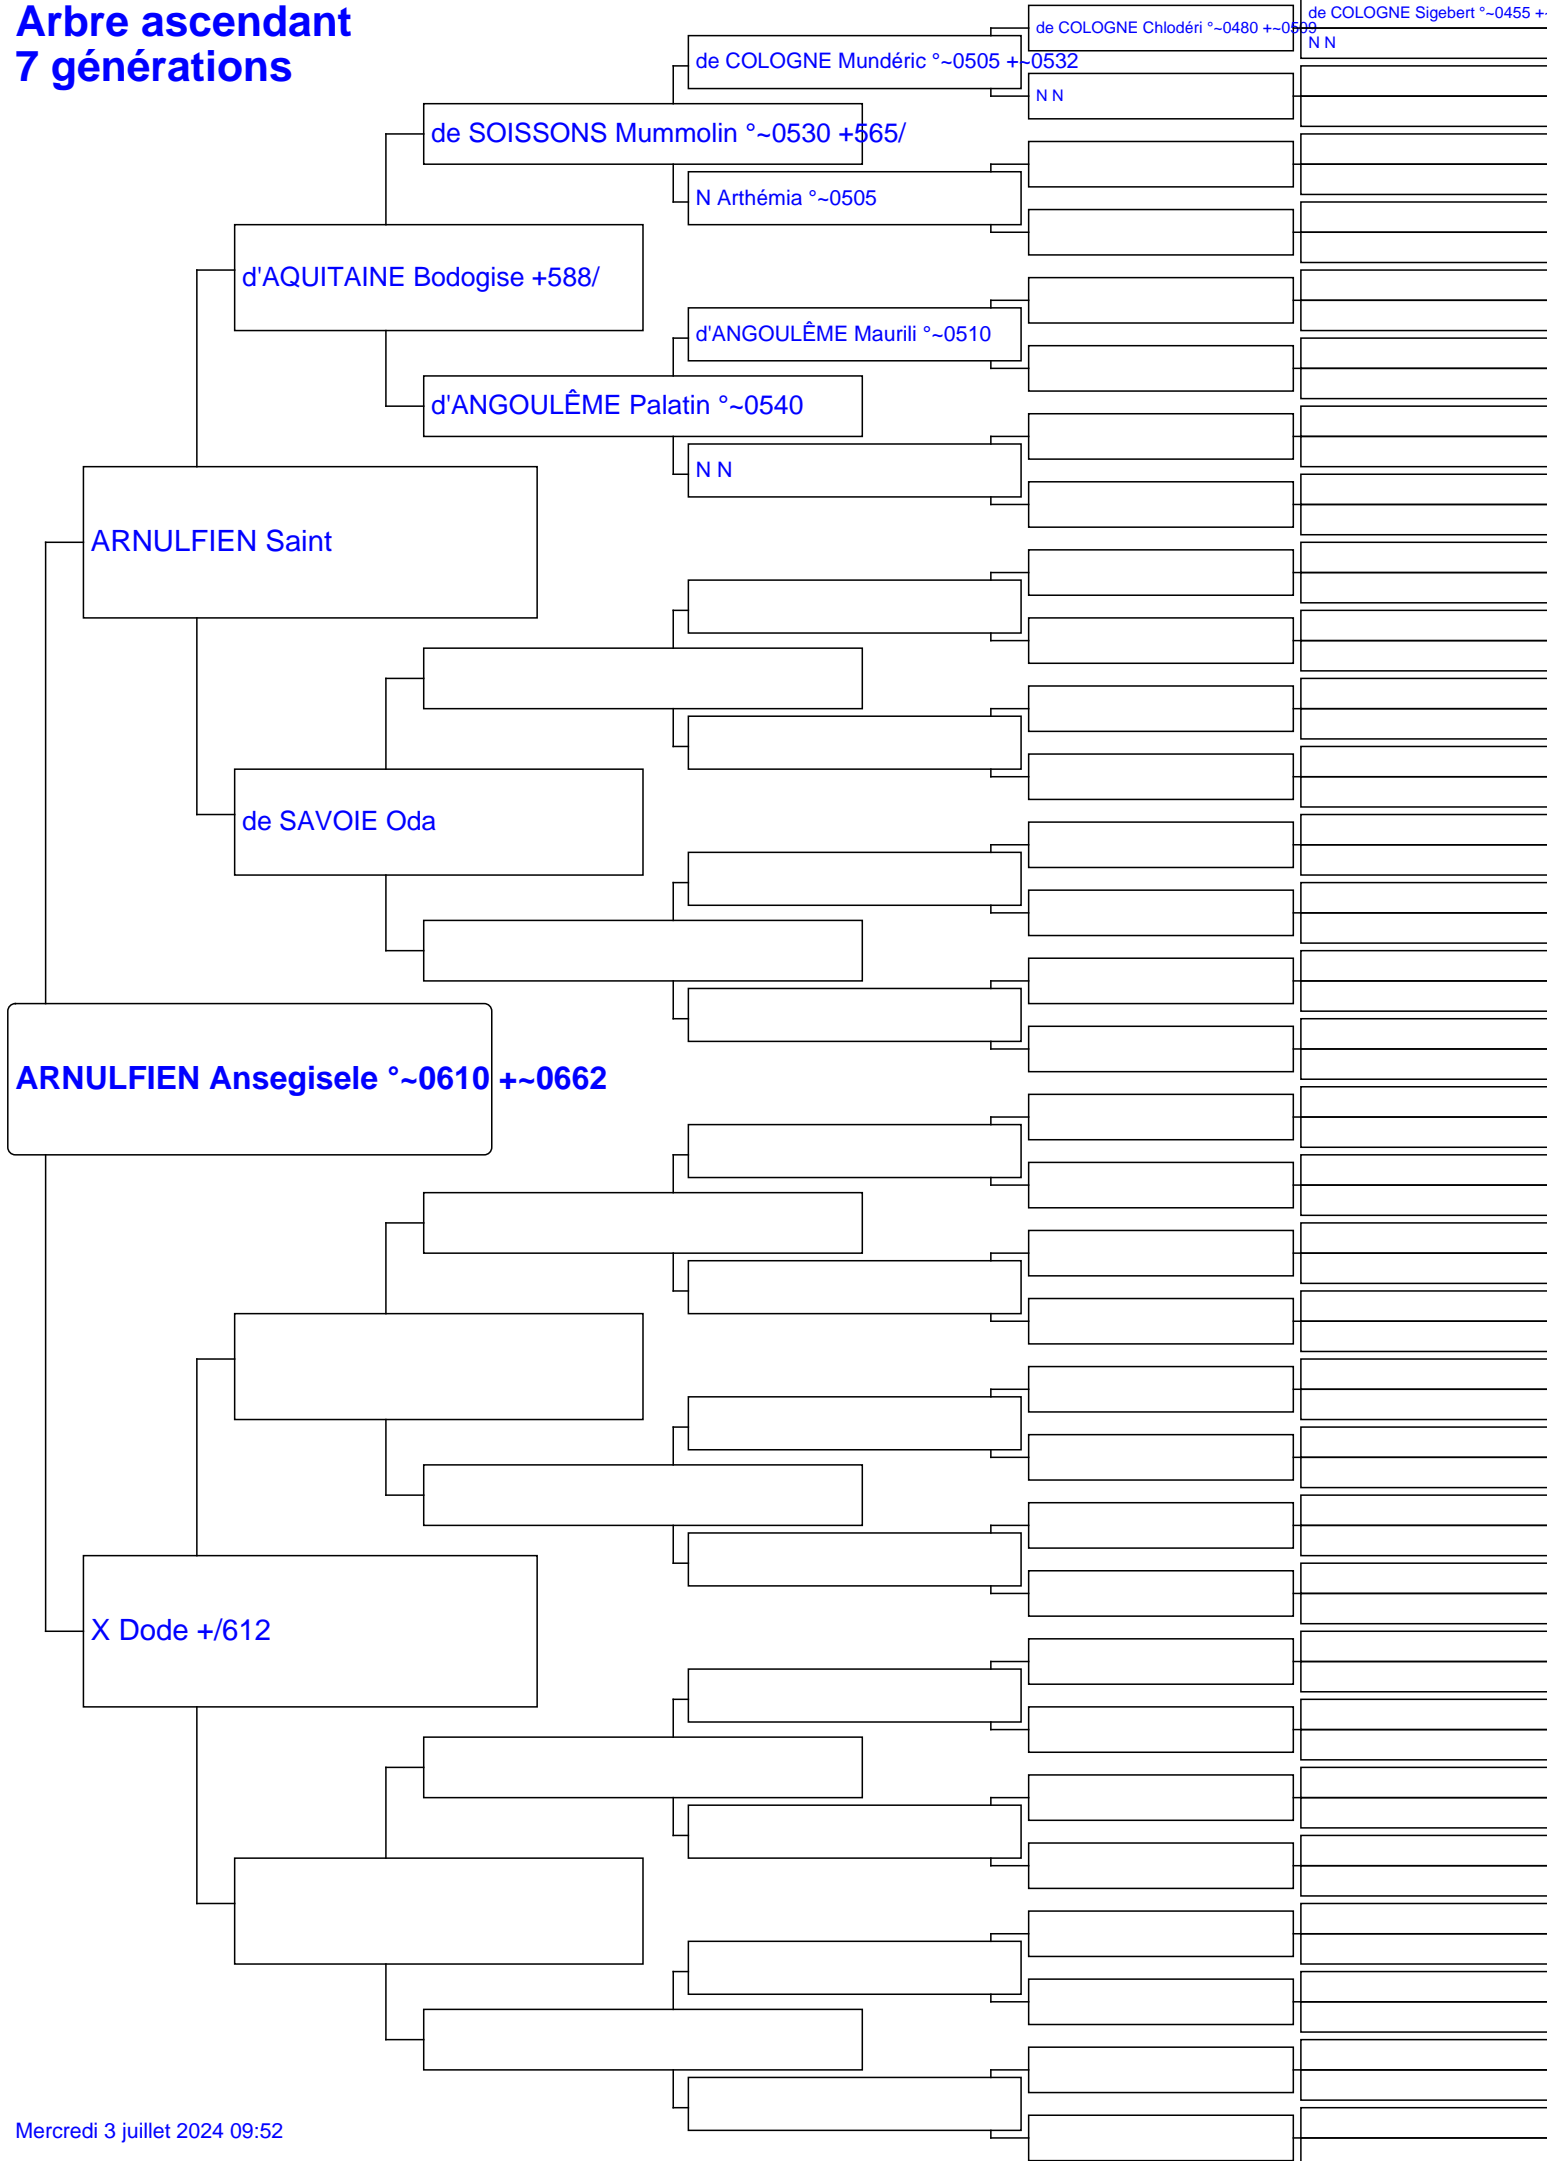 Arbre ascendant
7 générations
de COLOGNE Sigebert °~0455 +~
de COLOGNE Chlodéri °~0480 +~0509
N N
de COLOGNE Mundéric °~0505 +~0532
N N
de SOISSONS Mummolin °~0530 +565/
N Arthémia °~0505
d'AQUITAINE Bodogise +588/
d'ANGOULÊME Maurili °~0510
d'ANGOULÊME Palatin °~0540
N N
ARNULFIEN Saint
de SAVOIE Oda
ARNULFIEN Ansegisele °~0610 +~0662
X Dode +/612
Mercredi 3 juillet 2024 09:52